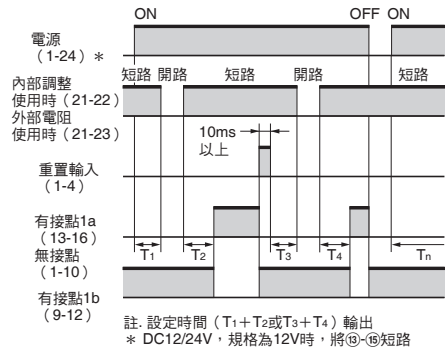 ON
OFF ON
電源
（1-24）＊
短路 開路 短路 開路 短路
內部調整
使用時（21-22）
外部電阻
使用時（21-23）
10ms
以上
重置輸入
（1-4）
有接點1a
（13-16）
T1 T2 T3 T4 Tn
無接點
（1-10）
有接點1b
（9-12）
註. 設定時間（T1＋T2或T3＋T4）輸出
＊ DC12/24V，規格為12V時，將⑬-⑮短路